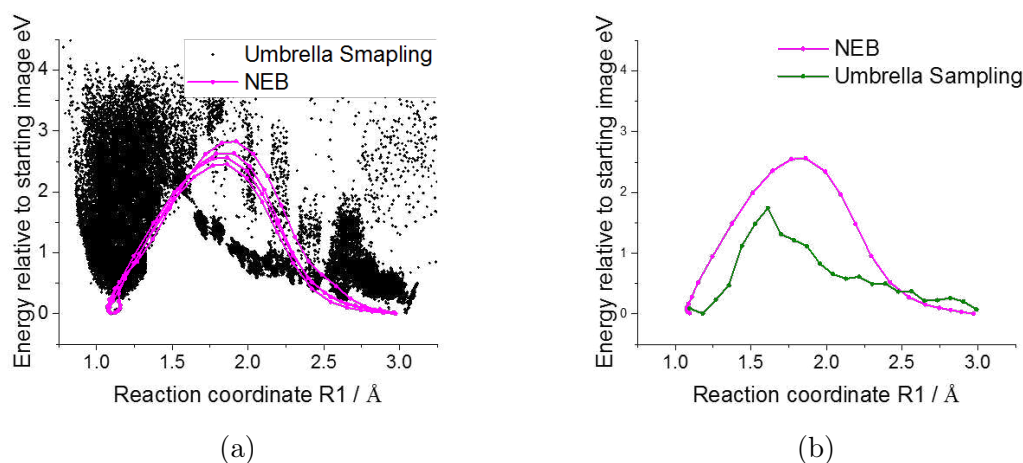 Energy relative to starting image eV
4
3
2
1
0
Umbrella Smapling
NEB
1.0 1.5 2.0 2.5 3.0
Reaction coordinate R1 / Å
(a)
Energy relative to starting image eV
4
3
2
1
0
NEB
Umbrella Sampling
1.0 1.5 2.0 2.5 3.0
Reaction coordinate R1 / Å
(b)